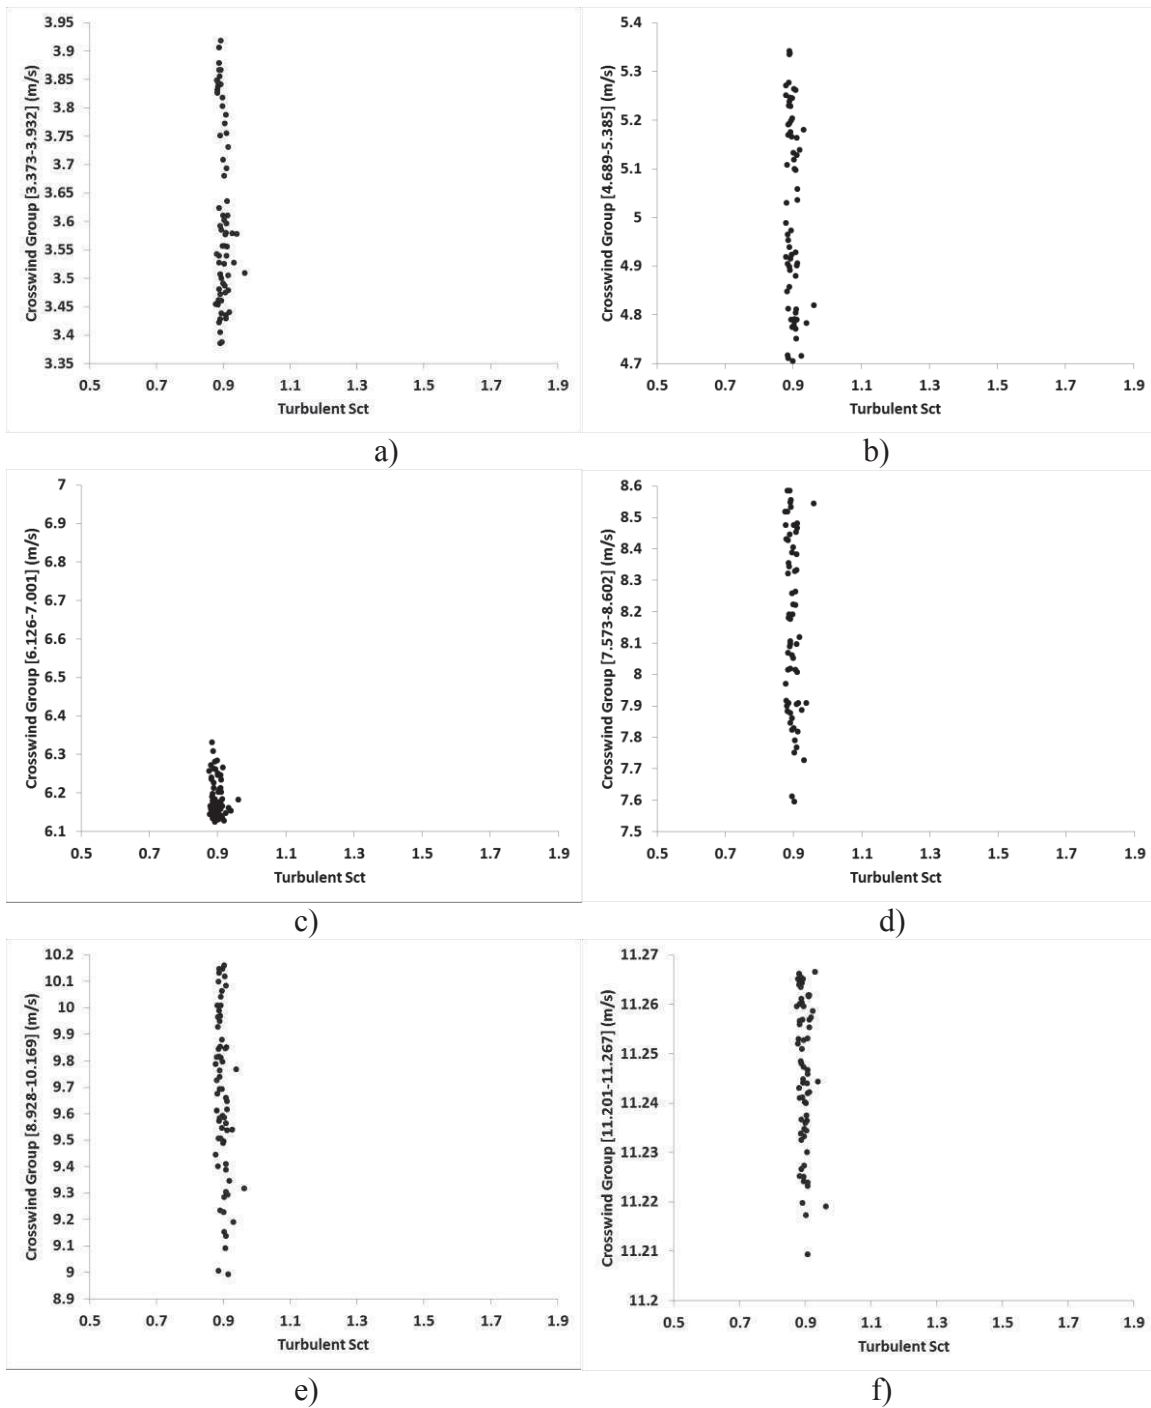 3.95
3.9
3.85
3.8
3.75
3.7
3.65
3.6
3.55
3.5
3.45
3.4
3.35
Crosswind Group [3.373-3.932] (m/s)
0.5 0.7 0.9 1.1 1.3 1.5 1.7 1.9
Turbulent Sct
a)
5.4
5.3
5.2
5.1
5
4.9
4.8
4.7
Crosswind Group [4.689-5.385] (m/s)
0.5 0.7 0.9 1.1 1.3 1.5 1.7 1.9
Turbulent Sct
b)
7
6.9
6.8
6.7
6.6
6.5
6.4
6.3
6.2
6.1
Crosswind Group [6.126-7.001] (m/s)
0.5 0.7 0.9 1.1 1.3 1.5 1.7 1.9
Turbulent Sct
c)
8.6
8.5
8.4
8.3
8.2
8.1
8
7.9
7.8
7.7
7.6
7.5
Crosswind Group [7.573-8.602] (m/s)
0.5 0.7 0.9 1.1 1.3 1.5 1.7 1.9
Turbulent Sct
d)
10.2
10.1
10
9.9
9.8
9.7
9.6
9.5
9.4
9.3
9.2
9.1
9
8.9
Crosswind Group [8.928-10.169] (m/s)
0.5 0.7 0.9 1.1 1.3 1.5 1.7 1.9
Turbulent Sct
e)
11.27
11.26
11.25
11.24
11.23
11.22
11.21
11.2
Crosswind Group [11.201-11.267] (m/s)
0.5 0.7 0.9 1.1 1.3 1.5 1.7 1.9
Turbulent Sct
f)